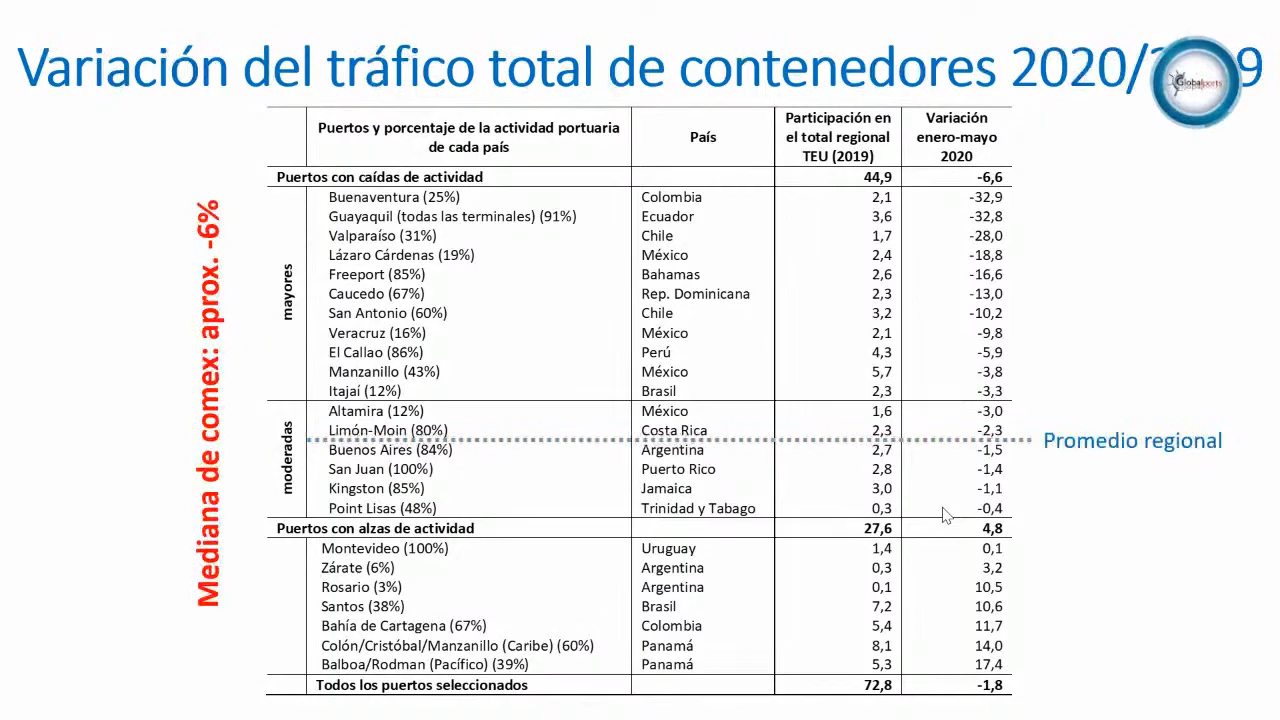 Variación del tráfico total de contenedores 2020/
Globalports
Puertos y porcentaje de la actividad portuaria de cada país País Participación en el total regional TEU (2019) Variación enero-mayo 2020
Puertos con caídas de actividad 44,9 -6,6
mayores
Buenaventura (25%) Colombia 2,1 -32,9
Guayaquil (todas las terminales) (91%) Ecuador 3,6 -32,8
Valparaíso (31%) Chile 1,7 -28,0
Lázaro Cárdenas (19%) México 2,4 -18,8
Freeport (85%) Bahamas 2,6 -16,6
Caucedo (67%) Rep. Dominicana 2,3 -13,0
San Antonio (60%) Chile 3,2 -10,2
Veracruz (16%) México 2,1 -9,8
El Callao (86%) Perú 4,3 -5,9
Manzanillo (43%) México 5,7 -3,8
Itajaí (12%) Brasil 2,3 -3,3
moderadas
Altamira (12%) México 1,6 -3,0
Limón-Moin (80%) Costa Rica 2,3 -2,3
Promedio regional
Buenos Aires (84%) Argentina 2,7 -1,5
San Juan (100%) Puerto Rico 2,8 -1,4
Kingston (85%) Jamaica 3,0 -1,1
Point Lisas (48%) Trinidad y Tabago 0,3 -0,4
Puertos con alzas de actividad 27,6 4,8
Montevideo (100%) Uruguay 1,4 0,1
Zárate (6%) Argentina 0,3 3,2
Rosario (3%) Argentina 0,1 10,5
Santos (38%) Brasil 7,2 10,6
Bahía de Cartagena (67%) Colombia 5,4 11,7
Colón/Cristóbal/Manzanillo (Caribe) (60%) Panamá 8,1 14,0
Balboa/Rodman (Pacífico) (39%) Panamá 5,3 17,4
Todos los puertos seleccionados 72,8 -1,8
Mediana de comex: aprox. -6%